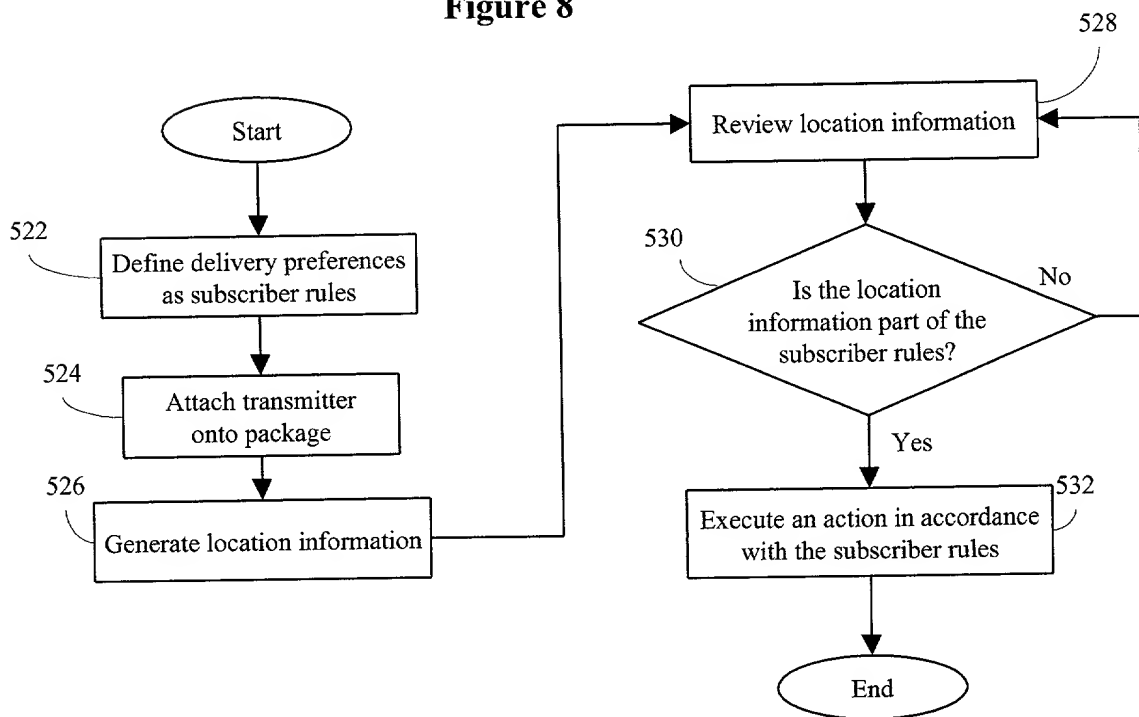 Figure 8
Start
522
Define delivery preferences
as subscriber rules
524
Attach transmitter
onto package
526
Generate location information
528
Review location information
530
Is the location
information part of the
subscriber rules?
No
Yes
532
Execute an action in accordance
with the subscriber rules
End